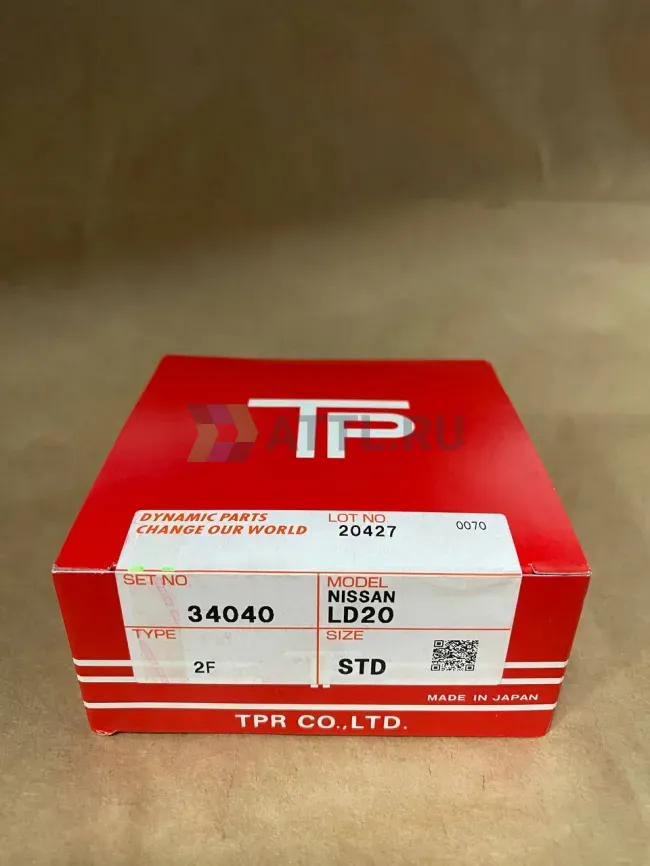 TP
ATTL.RU
DYNAMIC PARTS
CHANGE OUR WORLD
LOT NO.
20427
0070
SET NO
34040
MODEL
NISSAN
LD20
TYPE
2F
SIZE
STD
MADE IN JAPAN
TPR CO.,LTD.